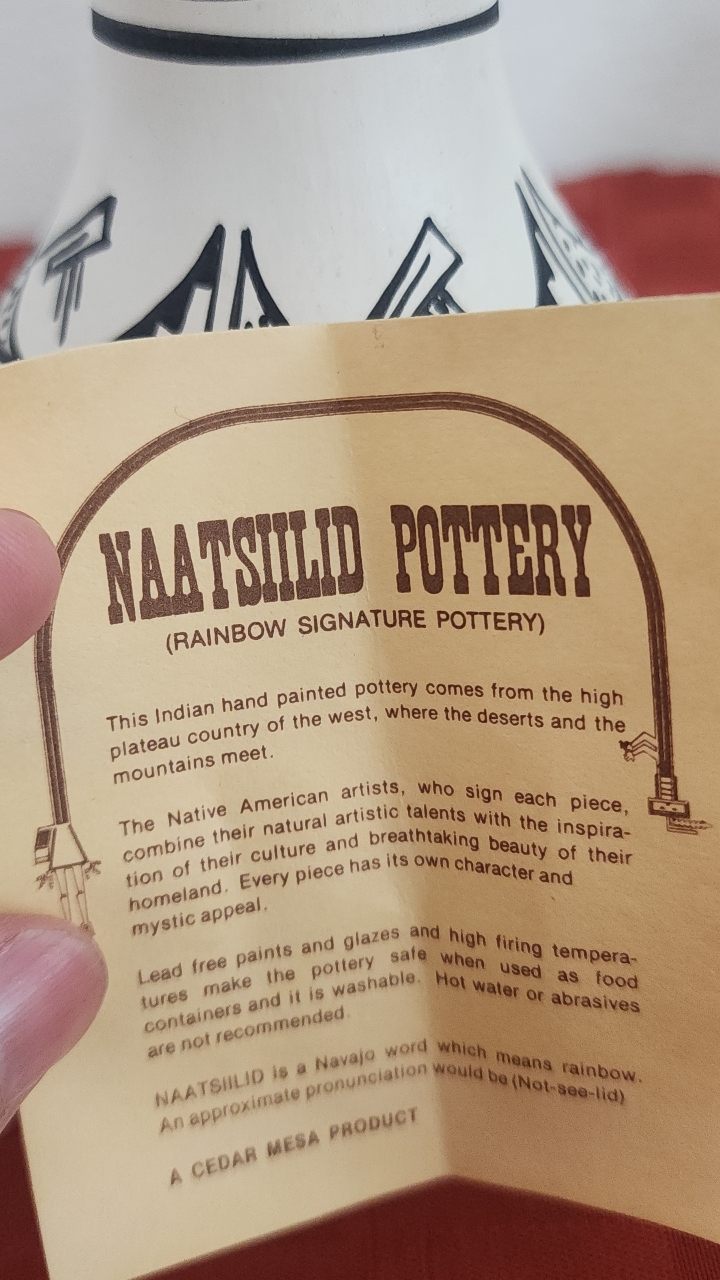 NAATSIILID POTTERY
(RAINBOW SIGNATURE POTTERY)
This Indian hand painted pottery comes from the high
plateau country of the west, where the deserts and the
mountains meet.
The Native American artists, who sign each piece,
combine their natural artistic talents with the inspira-
tion of their culture and breathtaking beauty of their
homeland. Every piece has its own character and
mystic appeal.
Lead free paints and glazes and high firing tempera-
tures make the pottery safe when used as food
containers and it is washable. Hot water or abrasives
are not recommended.
NAATSIILID is a Navajo word which means rainbow.
An approximate pronunciation would be (Not-see-lid)
A CEDAR MESA PRODUCT